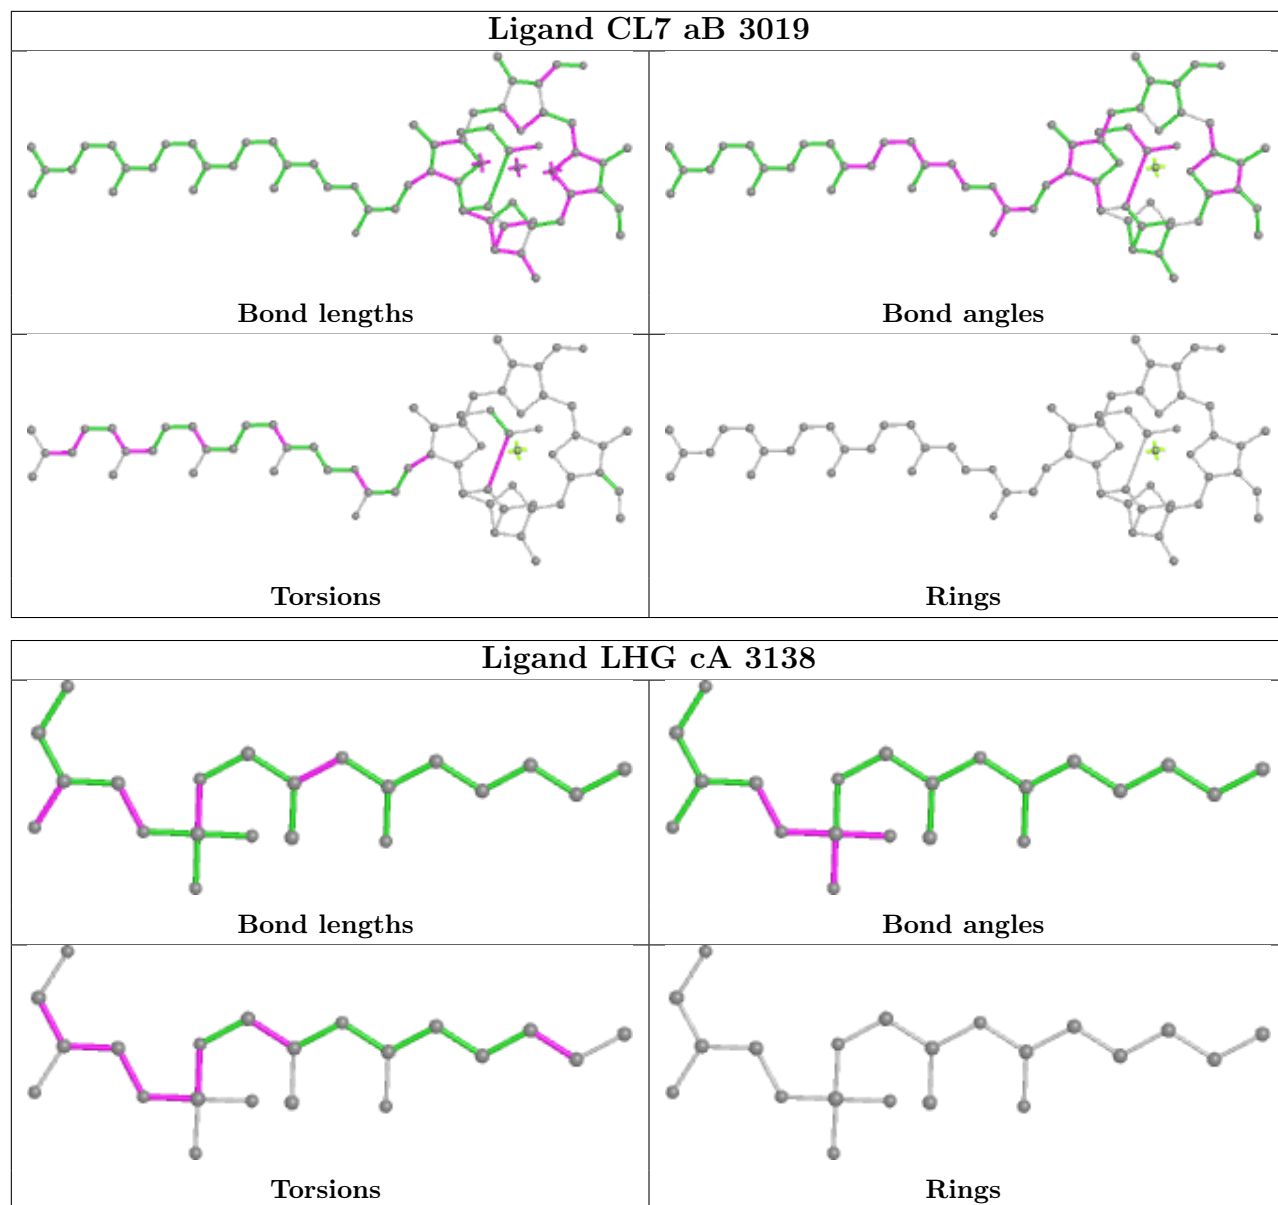 Ligand CL7 aB 3019
Bond lengths
Bond angles
Torsions
Rings
Ligand LHG cA 3138
Bond lengths
Bond angles
Torsions
Rings